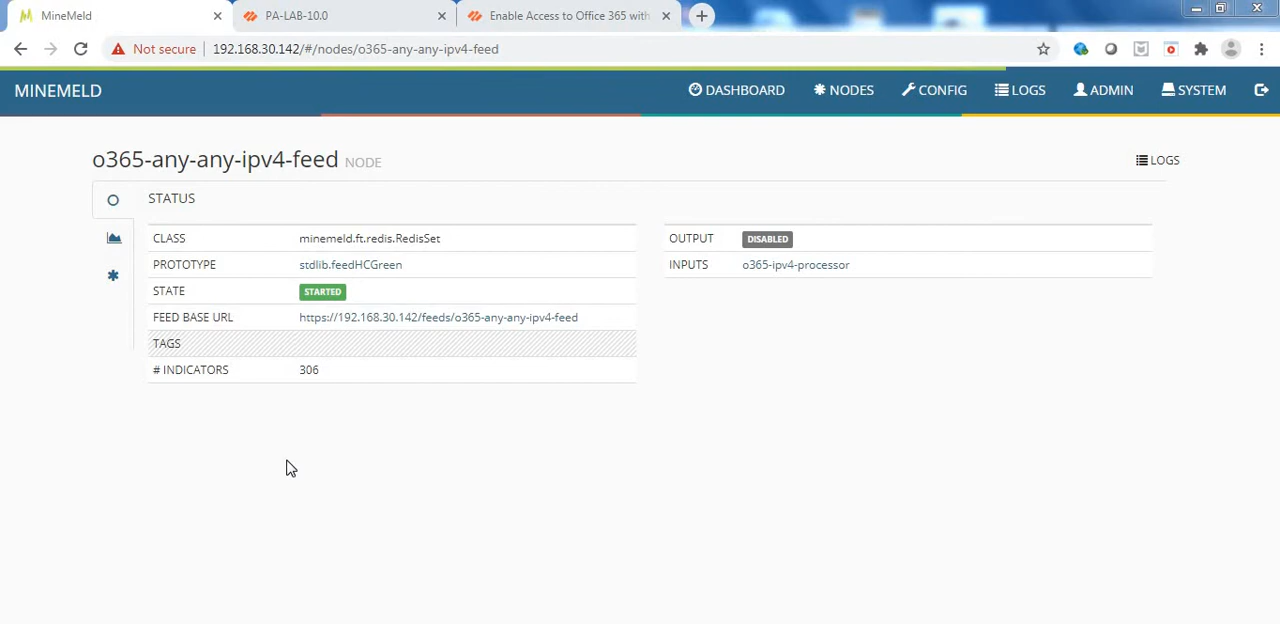 MineMeld
PA-LAB-10.0
Enable Access to Office 365 with
Not secure
192.168.30.142/#/nodes/o365-any-any-ipv4-feed
MINEMELD
DASHBOARD
NODES
CONFIG
LOGS
ADMIN
SYSTEM
o365-any-any-ipv4-feed NODE
LOGS
STATUS
CLASS minemeld.ft.redis.RedisSet
PROTOTYPE stdlib.feedHCGreen
STATE STARTED
FEED BASE URL https://192.168.30.142/feeds/o365-any-any-ipv4-feed
TAGS
# INDICATORS 306
OUTPUT DISABLED
INPUTS o365-ipv4-processor